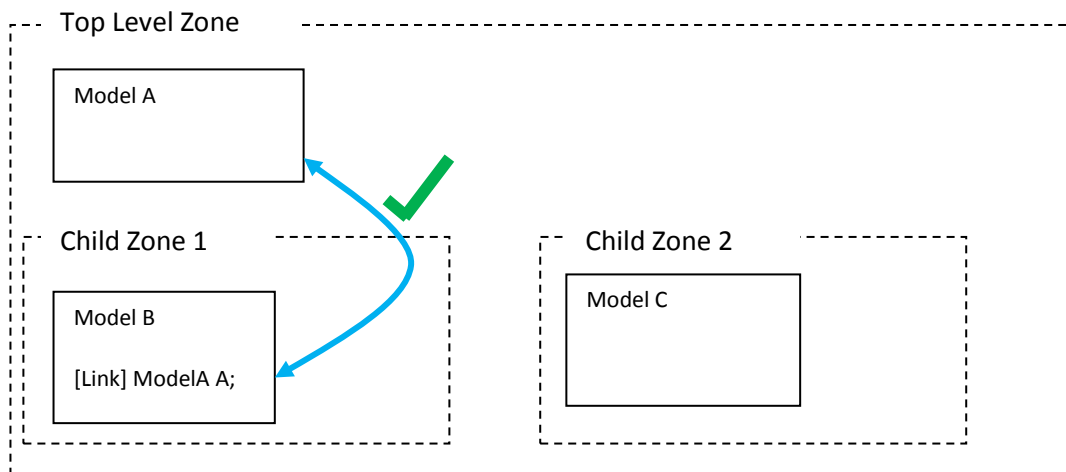 Top Level Zone
Model A
Child Zone 1
Child Zone 2
Model B
[Link] ModelA A;
Model C